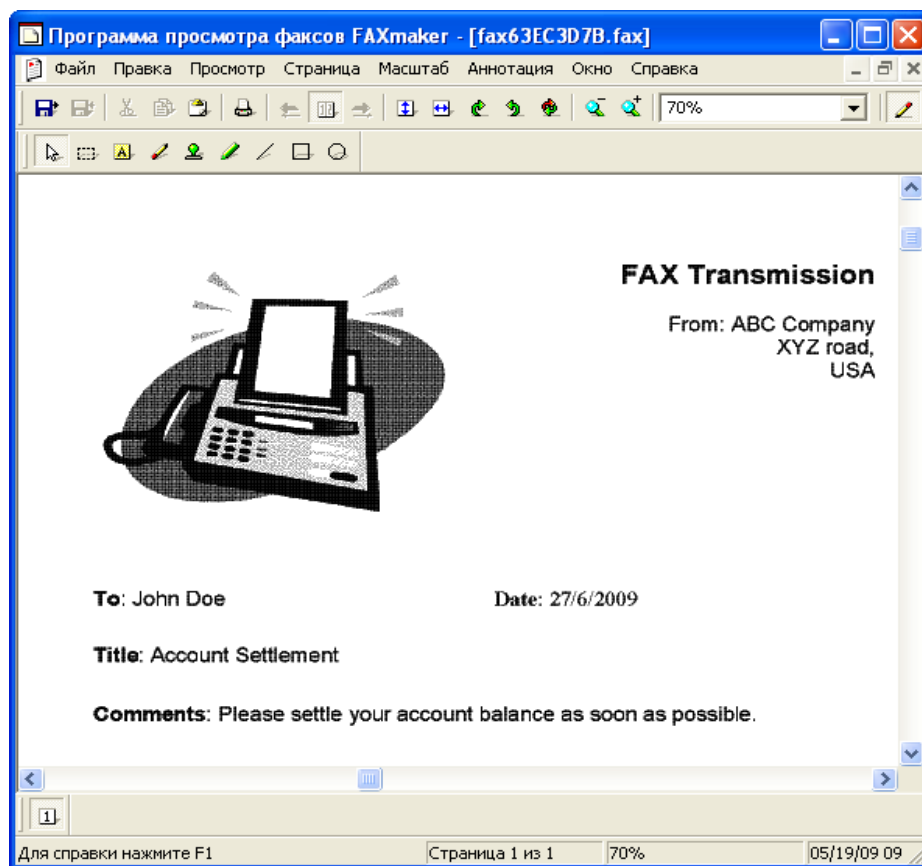 Программа просмотра факсов FAXmaker - [fax63EC3D7B.fax]
Файл Правка Просмотр Страница Масштаб Аннотация Окно Справка
70%
A
FAX Transmission
From: ABC Company
XYZ road,
USA
To: John Doe Date: 27/6/2009
Title: Account Settlement
Comments: Please settle your account balance as soon as possible.
1
Для справки нажмите F1 Страница 1 из 1 70% 05/19/09 09